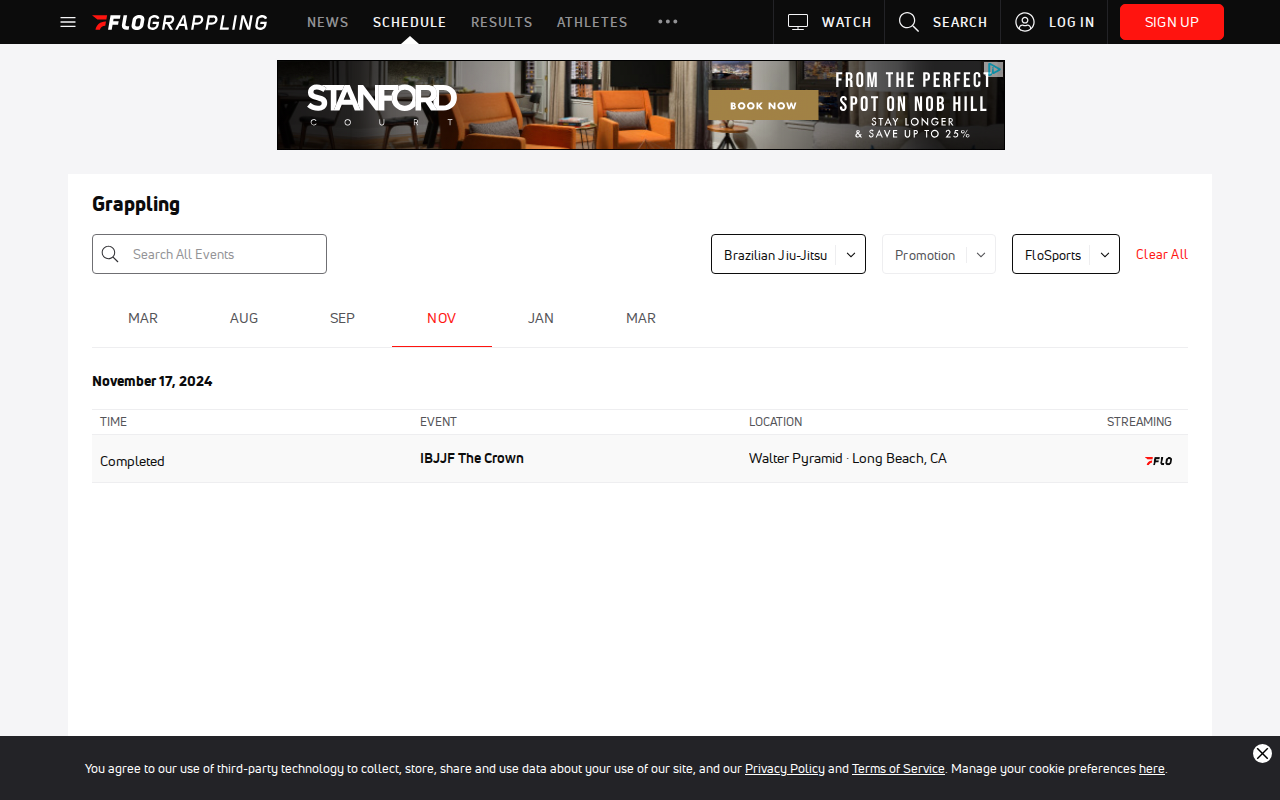 FLOGRAPPLING NEWS SCHEDULE RESULTS ATHLETES WATCH SEARCH LOG IN SIGN UP
STANFORD
COURT
BOOK NOW
FROM THE PERFECT
SPOT ON NOB HILL
STAY LONGER
& SAVE UP TO 25%
Grappling
Search All Events Brazilian Jiu-Jitsu Promotion FloSports Clear All
MAR AUG SEP NOV JAN MAR
November 17, 2024
TIME EVENT LOCATION STREAMING
Completed IBJJF The Crown Walter Pyramid · Long Beach, CA FLO
You agree to our use of third-party technology to collect, store, share and use data about your use of our site, and our Privacy Policy and Terms of Service. Manage your cookie preferences here.